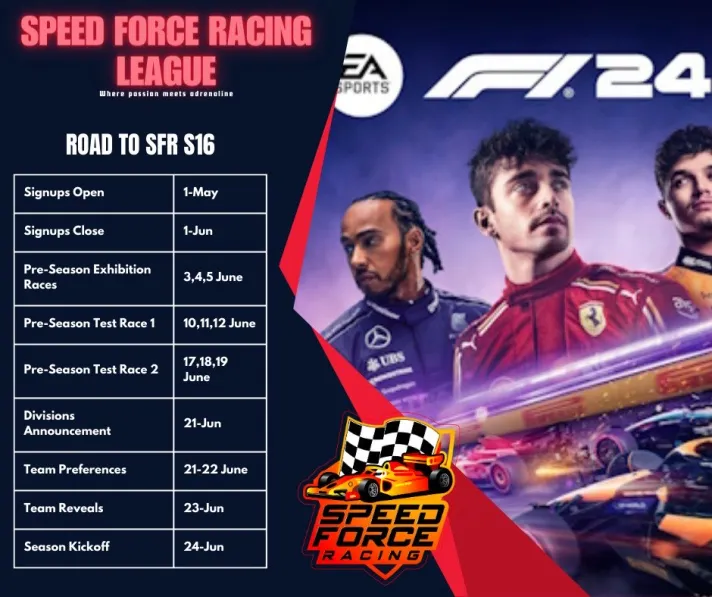 SPEED FORCE RACING
LEAGUE
Where passion meets adrenaline
ROAD TO SFR S16
Signups Open 1-May
Signups Close 1-Jun
Pre-Season Exhibition
Races 3,4,5 June
Pre-Season Test Race 1 10,11,12 June
Pre-Season Test Race 2 17,18,19
June
Divisions
Announcement 21-Jun
Team Preferences 21-22 June
Team Reveals 23-Jun
Season Kickoff 24-Jun
EA
SPORTS
F1 24
UBS
SPEED
FORCE
RACING